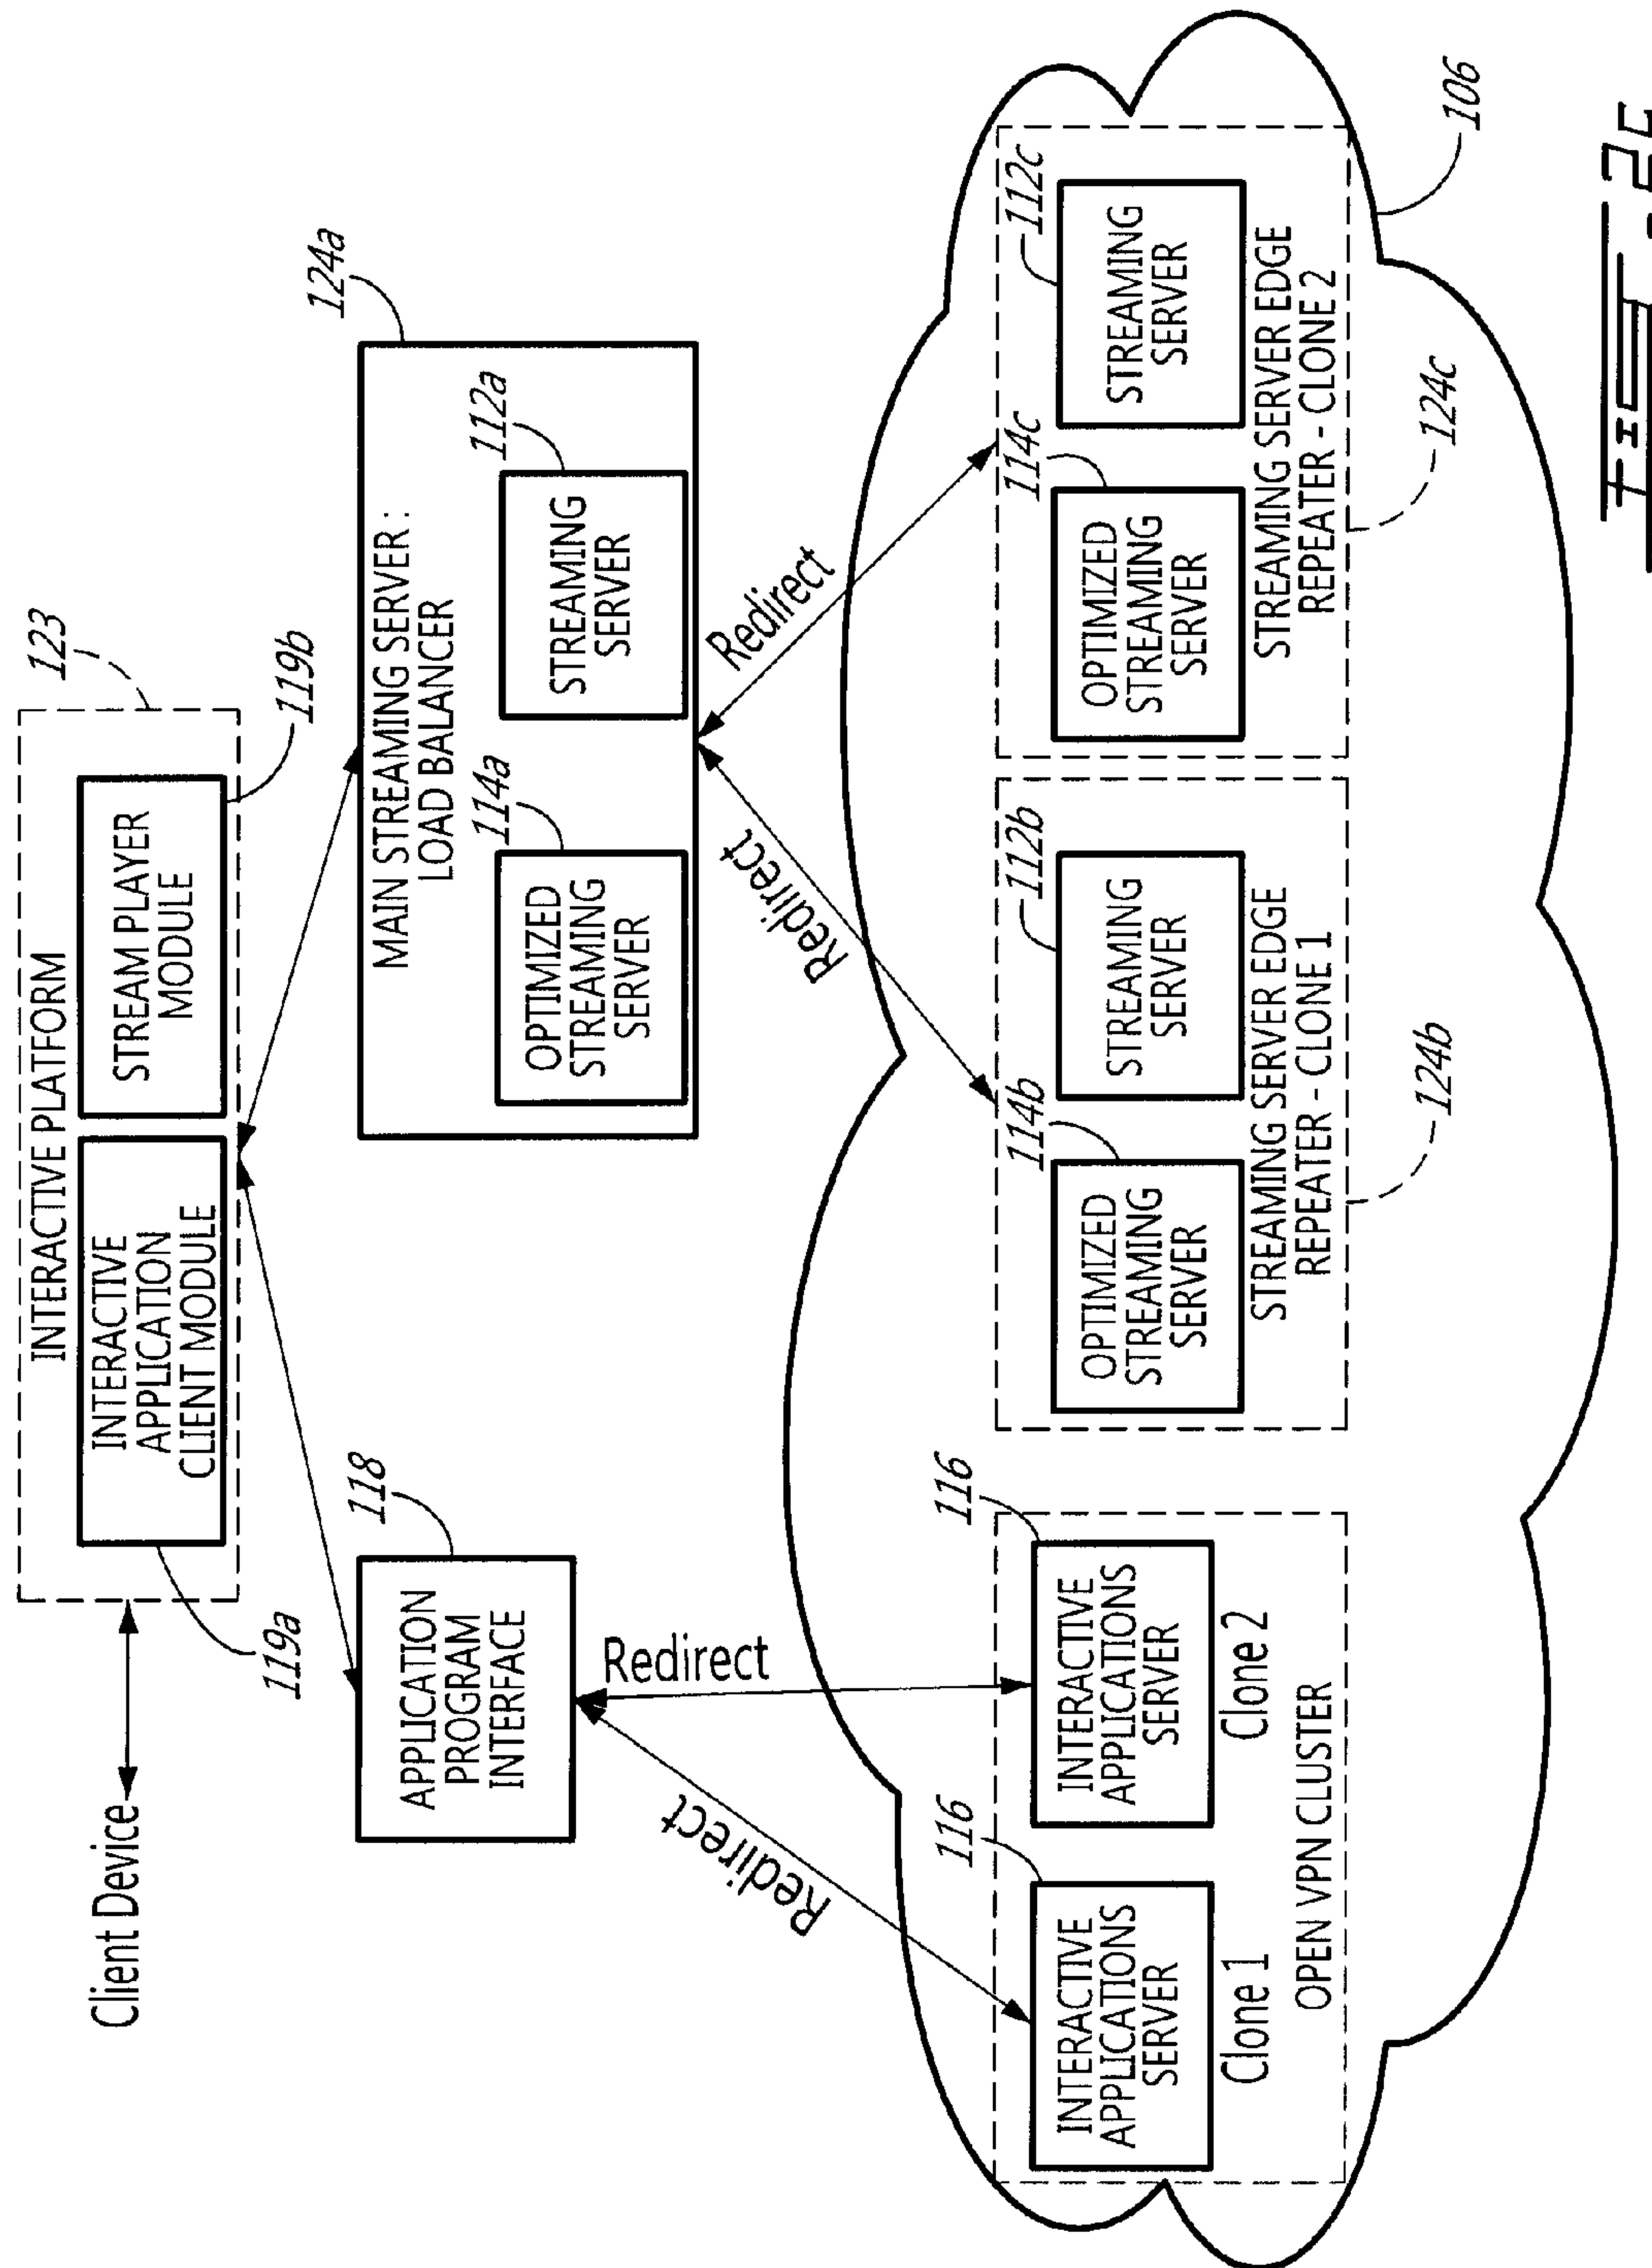 Client Device
INTERACTIVE PLATFORM
123
INTERACTIVE
APPLICATION
CLIENT MODULE
119a
STREAM PLAYER
MODULE
119b
APPLICATION
PROGRAM
INTERFACE
118
MAIN STREAMING SERVER :
LOAD BALANCER
124a
OPTIMIZED
STREAMING
SERVER
114a
STREAMING
SERVER
112a
Redirect
Redirect
Redirect
Redirect
INTERACTIVE
APPLICATIONS
SERVER
116
Clone 1
INTERACTIVE
APPLICATIONS
SERVER
116
Clone 2
OPEN VPN CLUSTER
OPTIMIZED
STREAMING
SERVER
114b
STREAMING
SERVER
112b
STREAMING SERVER EDGE
REPEATER - CLONE 1
124b
OPTIMIZED
STREAMING
SERVER
114c
STREAMING
SERVER
112c
STREAMING SERVER EDGE
REPEATER - CLONE 2
124c
106